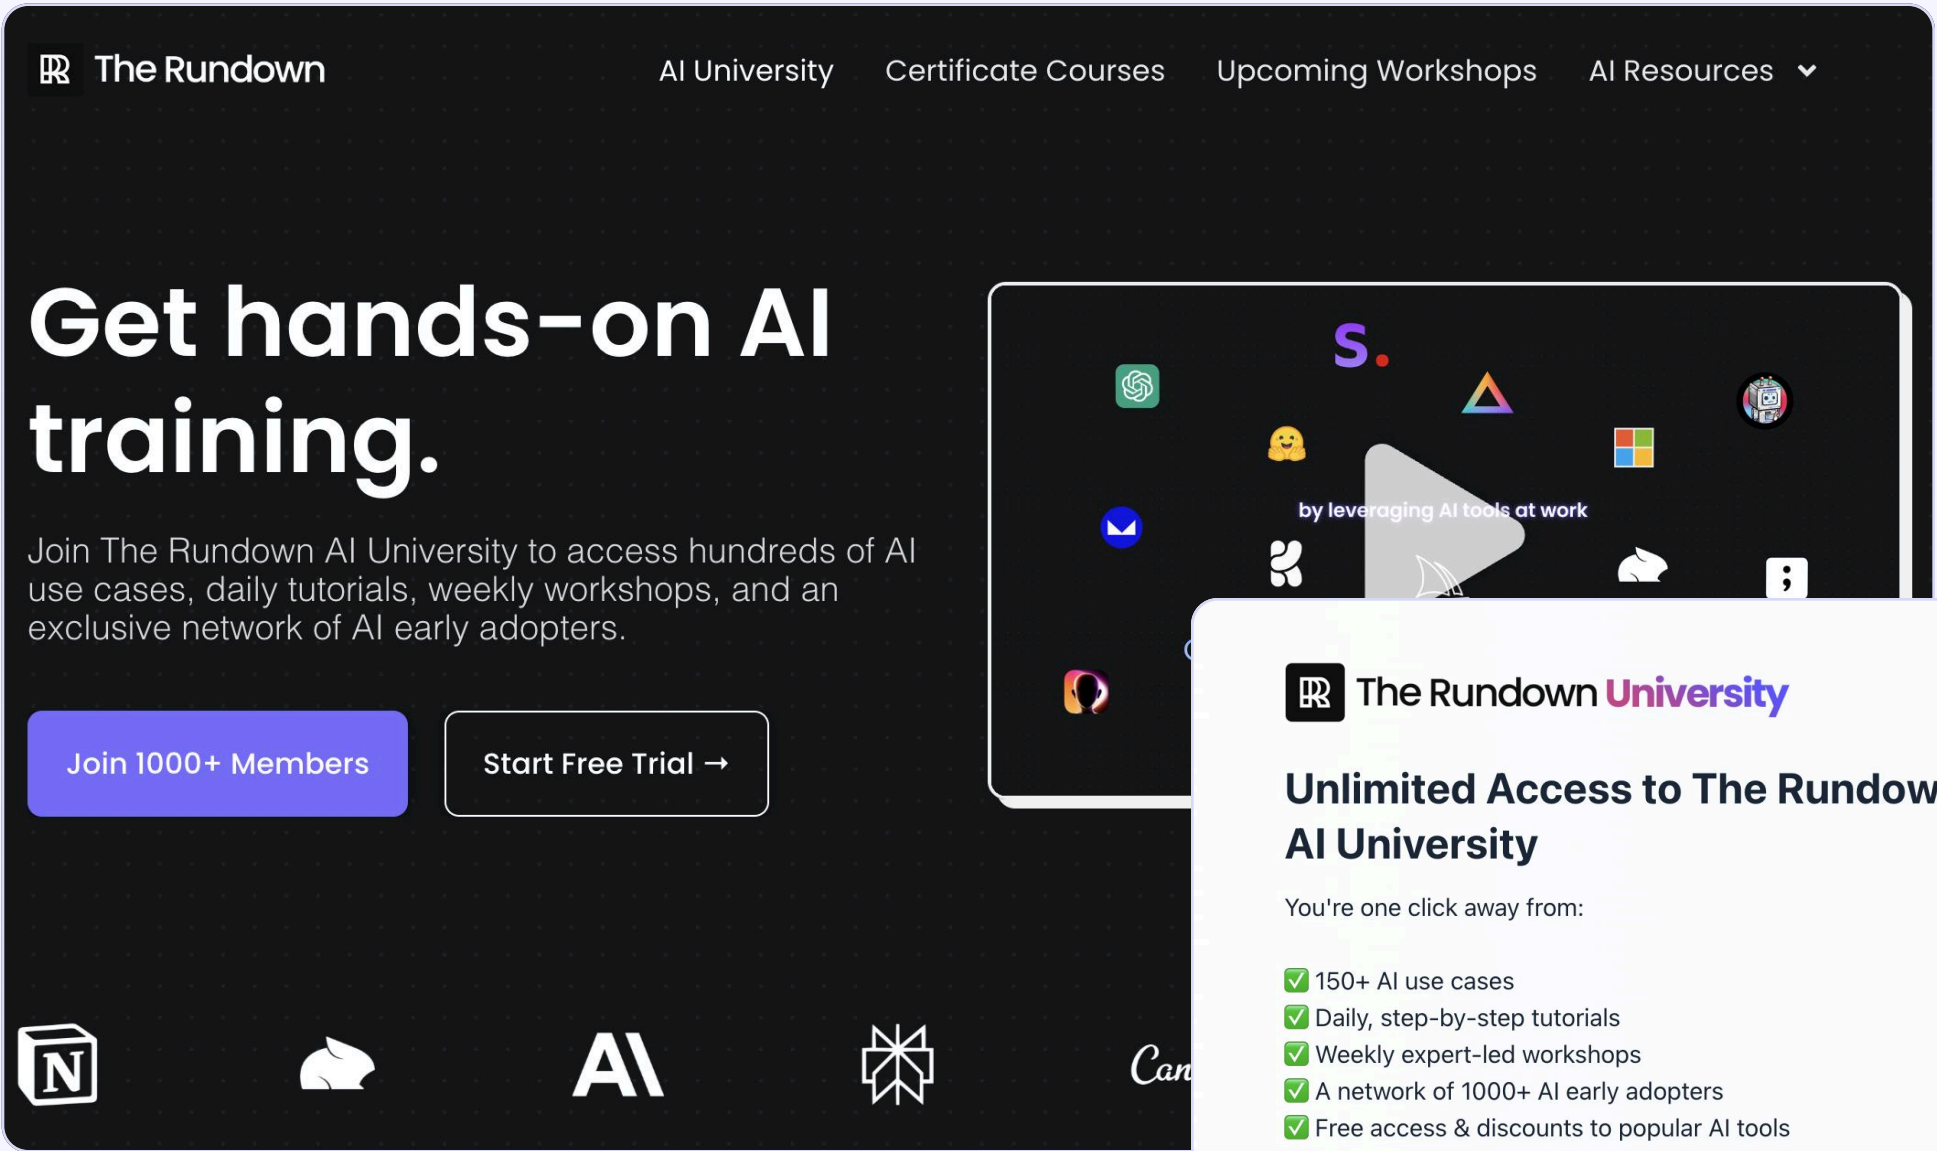 The Rundown
AI University
Certificate Courses
Upcoming Workshops
AI Resources
Get hands-on AI
training.
Join The Rundown AI University to access hundreds of AI
use cases, daily tutorials, weekly workshops, and an
exclusive network of AI early adopters.
Join 1000+ Members
Start Free Trial →
S.
by leveraging AI tools at work
;
N
Can
The Rundown University
Unlimited Access to The Rundow
AI University
You're one click away from:
✅ 150+ AI use cases
✅ Daily, step-by-step tutorials
✅ Weekly expert-led workshops
✅ A network of 1000+ AI early adopters
✅ Free access & discounts to popular AI tools